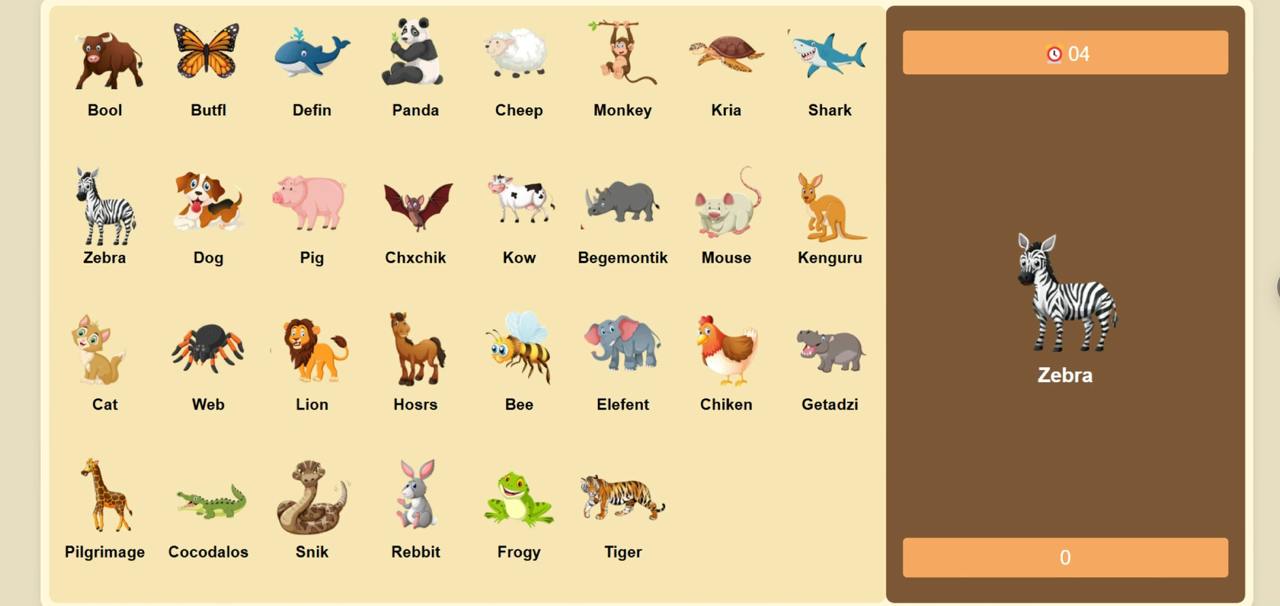 Bool Butfl Defin Panda Cheep Monkey Kria Shark
Zebra Dog Pig Chxchik Kow Begemontik Mouse Kenguru
Cat Web Lion Hosrs Bee Elefent Chiken Getadzi
Pilgrimage Cocodalos Snik Rebbit Frogy Tiger
04
Zebra
0